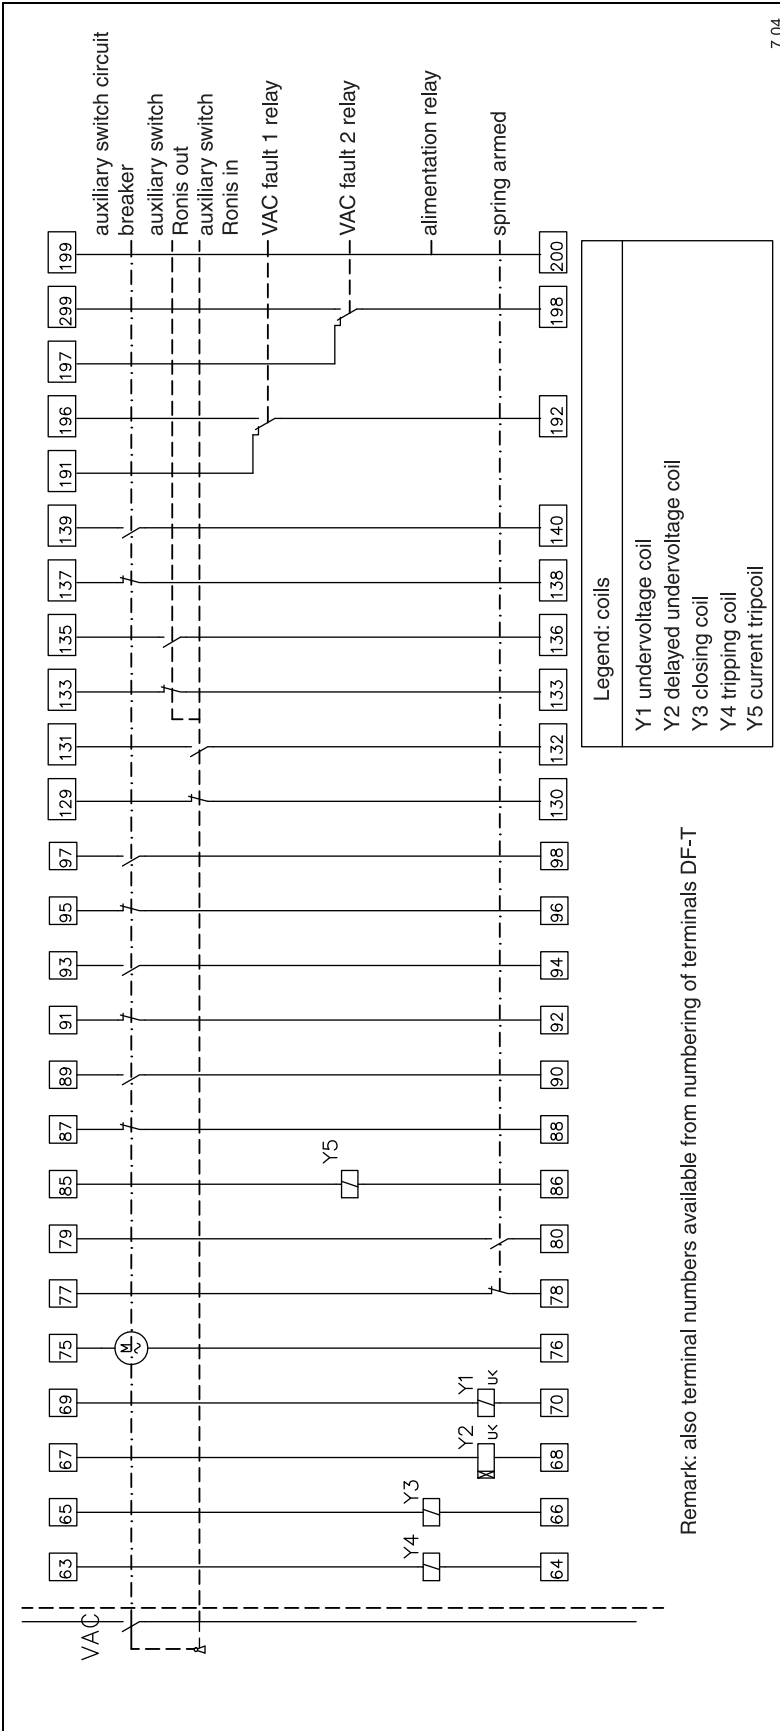 VAC
63
65
67
69
75
77
79
85
87
89
91
93
95
97
129
131
133
135
137
139
191
196
197
299
199
auxiliary switch circuit
breaker
auxiliary switch
Ronis out
auxiliary switch
Ronis in
VAC fault 1 relay
VAC fault 2 relay
alimentation relay
spring armed
M
~
Y4
Y3
Y2
U<
Y1
U<
Y5
64
66
68
70
76
78
80
86
88
90
92
94
96
98
130
132
133
136
138
140
192
198
200
Legend: coils
Y1 undervoltage coil
Y2 delayed undervoltage coil
Y3 closing coil
Y4 tripping coil
Y5 current tripcoil
Remark: also terminal numbers available from numbering of terminals DF-T
7.04